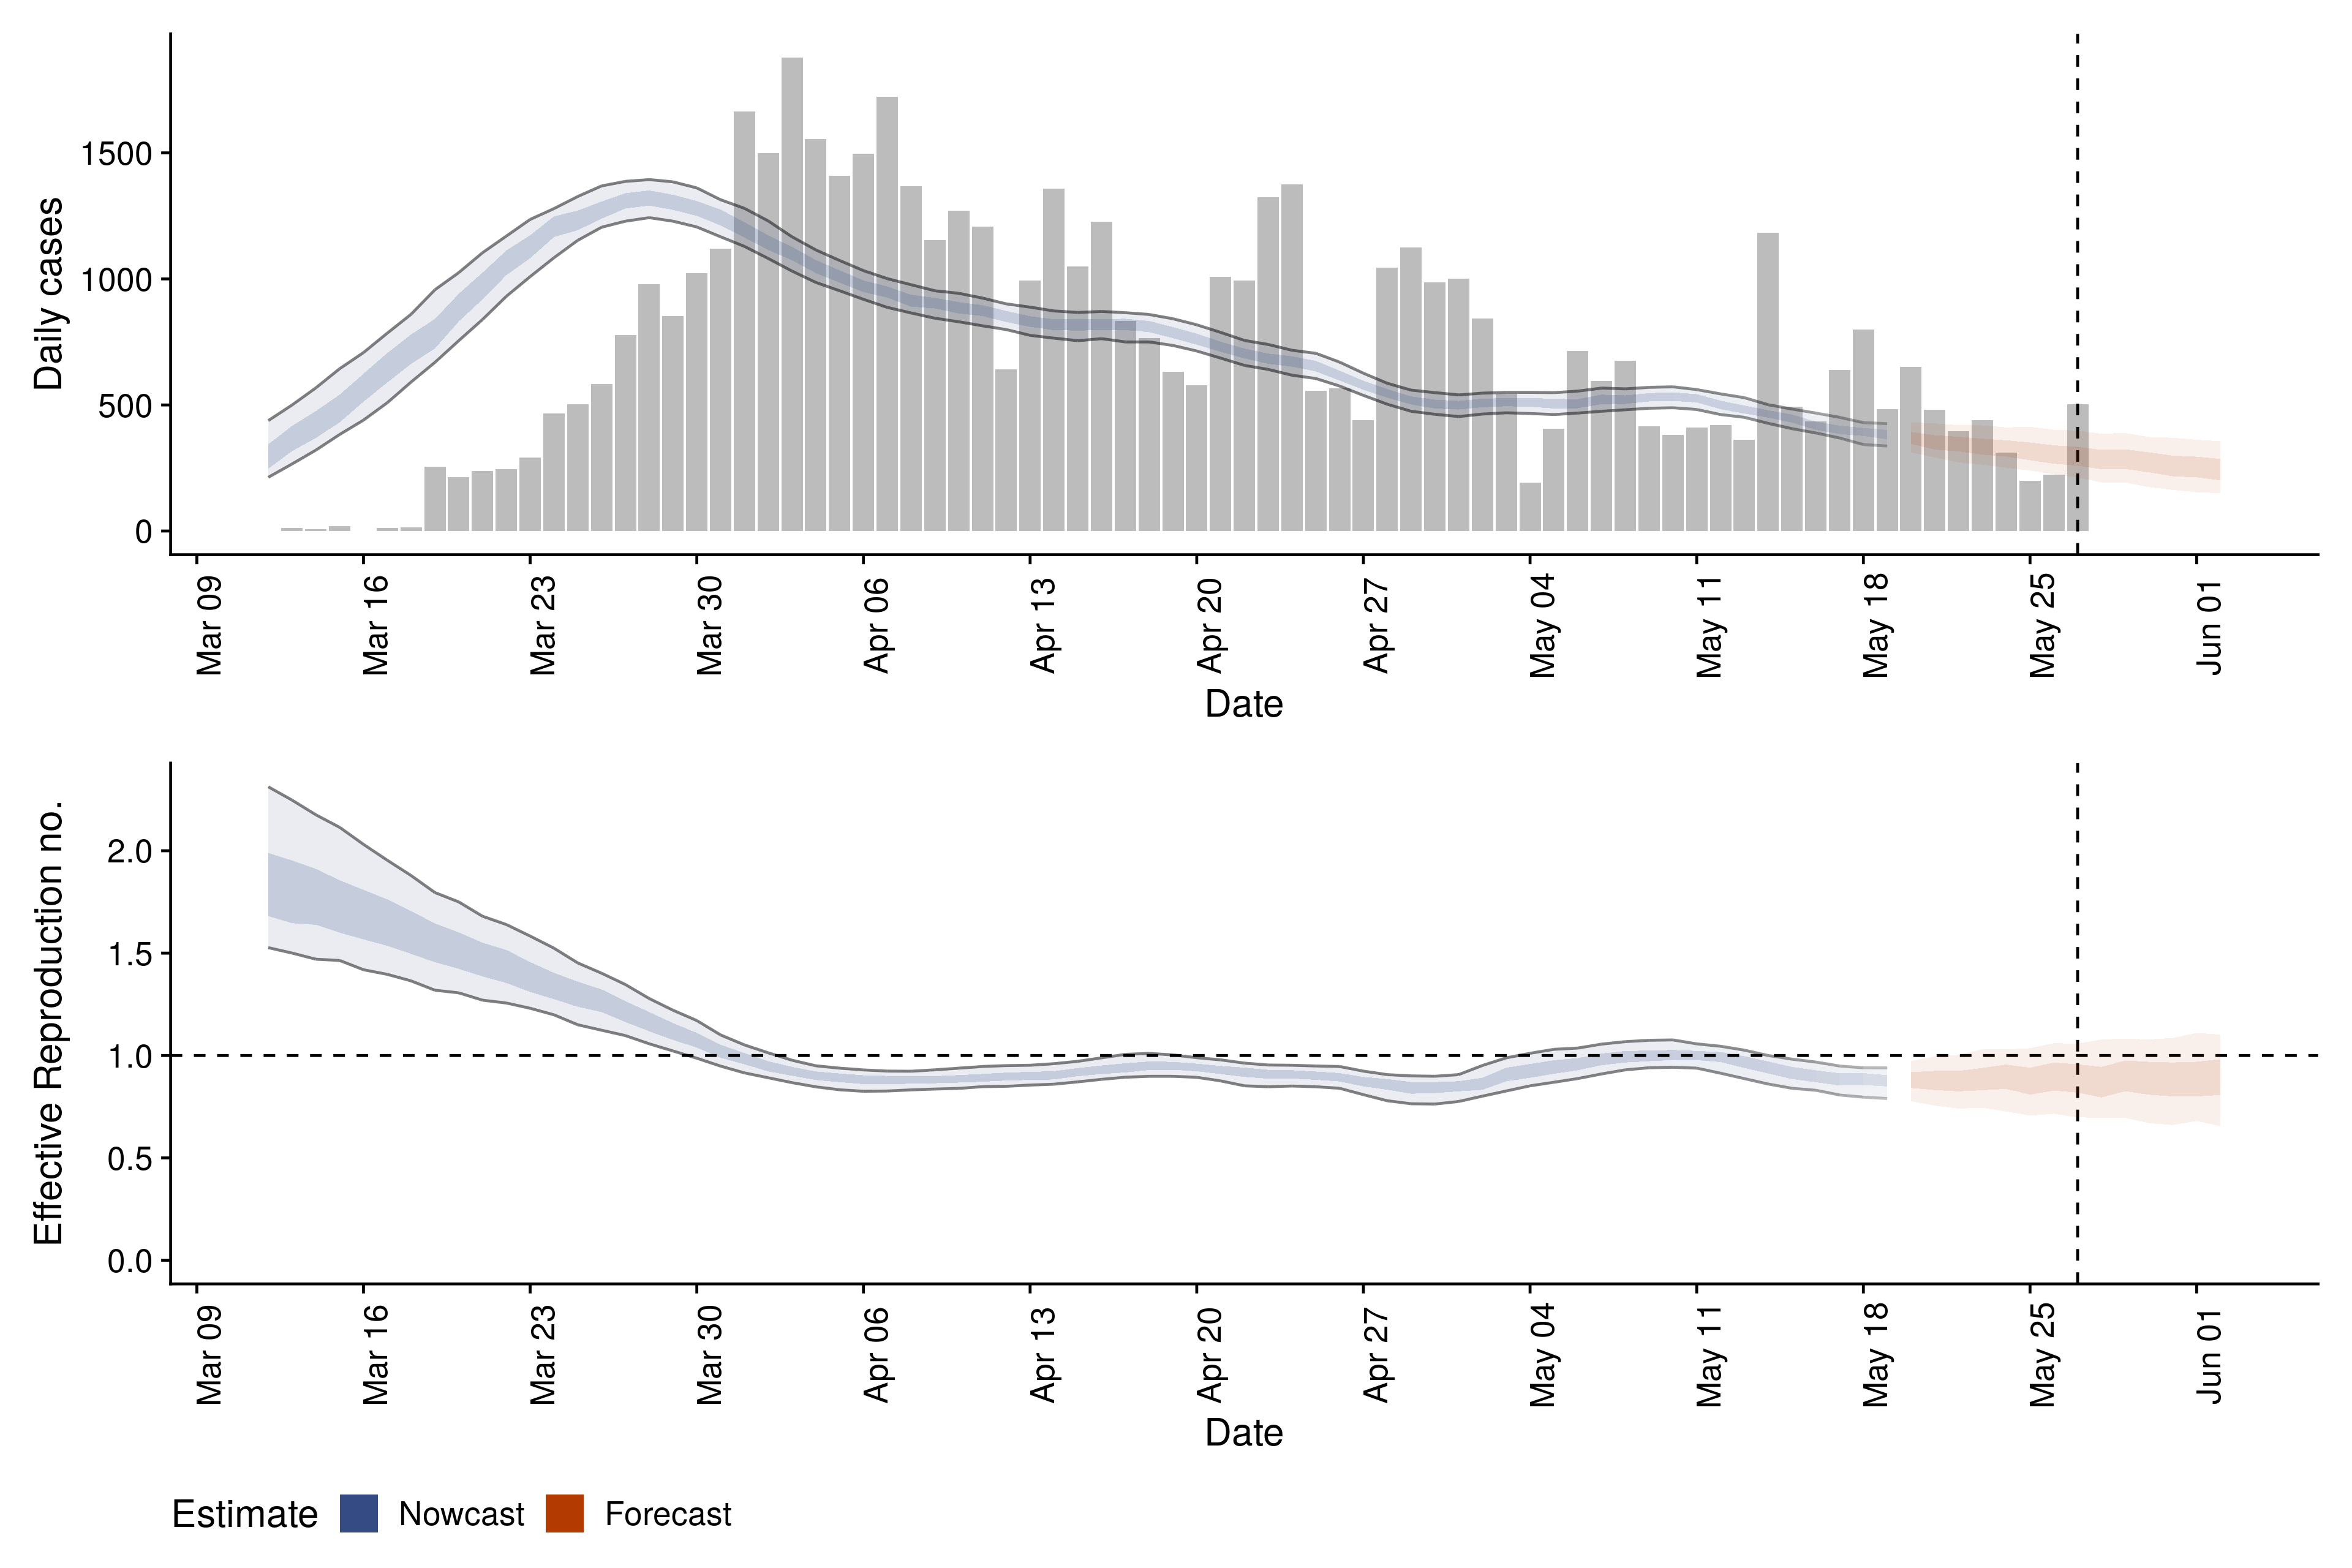 Daily cases
1500
1000
500
0
Mar 09
Mar 16
Mar 23
Mar 30
Apr 06
Apr 13
Apr 20
Apr 27
May 04
May 11
May 18
May 25
Jun 01
Date
Effective Reproduction no.
2.0
1.5
1.0
0.5
0.0
Mar 09
Mar 16
Mar 23
Mar 30
Apr 06
Apr 13
Apr 20
Apr 27
May 04
May 11
May 18
May 25
Jun 01
Date
Estimate Nowcast Forecast